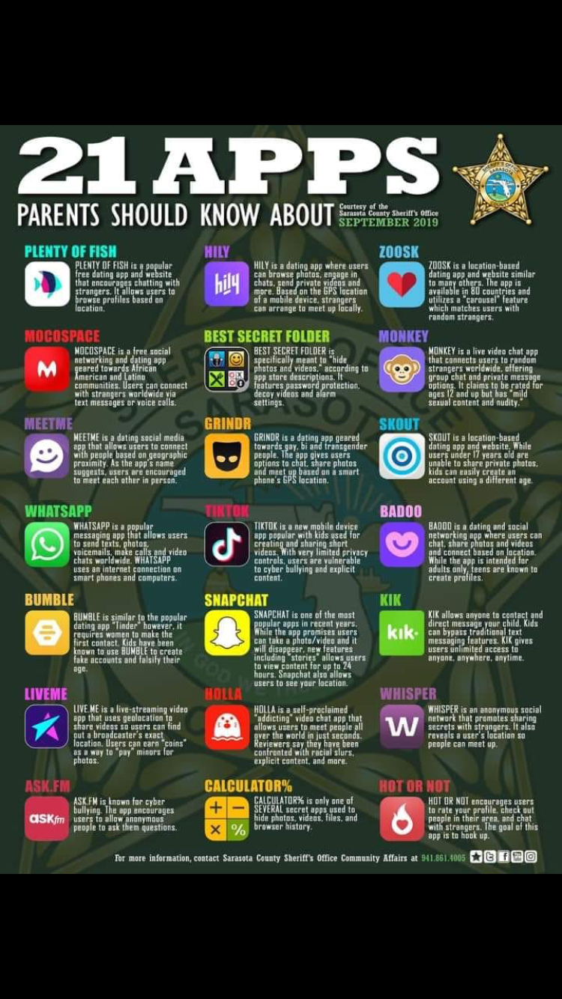 21 APPS
PARENTS SHOULD KNOW ABOUT
Courtesy of the
Sarasota County Sheriff's Office
SEPTEMBER 2019
SHERIFF'S OFFICE
SARASOTA
COUNTY
PLENTY OF FISH
PLENTY OF FISH is a popular
free dating app and website
that encourages chatting with
strangers. It allows users to
browse profiles based on
location.
HILY
hily
HILY is a dating app where users
can browse photos, engage in
chats, send private videos and
more. Based on the GPS location
of a mobile device, strangers
can arrange to meet up locally.
ZOOSK
ZOOSK is a location-based
dating app and website similar
to many others. The app is
available in 80 countries and
utilizes a "carousel" feature
which matches users with
random strangers.
MOCOSPACE
M
MOCOSPACE is a free social
networking and dating app
geared towards African
American and Latino
communities. Users can connect
with strangers worldwide via
text messages or voice calls.
BEST SECRET FOLDER
BEST SECRET FOLDER is
specifically meant to "hide
photos and videos," according to
app store descriptions. It
features password protection,
decoy videos and alarm
settings.
MONKEY
MONKEY is a live video chat app
that connects users to random
strangers worldwide, offering
group chat and private message
options. It claims to be rated for
ages 12 and up but has "mild
sexual content and nudity."
MEETME
MEETME is a dating social media
app that allows users to connect
with people based on geographic
proximity. As the app's name
suggests, users are encouraged
to meet each other in person.
GRINDR
GRINDR is a dating app geared
towards gay, bi and transgender
people. The app gives users
options to chat, share photos
and meet up based on a smart
phone's GPS location.
SKOUT
SKOUT is a location-based
dating app and website. While
users under 17 years old are
unable to share private photos,
kids can easily create an
account using a different age.
WHATSAPP
WHATSAPP is a popular
messaging app that allows users
to send texts, photos,
voicemails, make calls and video
chats worldwide. WHATSAPP
uses an internet connection on
smart phones and computers.
TIKTOK
TIKTOK is a new mobile device
app popular with kids used for
creating and sharing short
videos. With very limited privacy
controls, users are vulnerable
to cyber bullying and explicit
content.
BADOO
BADOO is a dating and social
networking app where users can
chat, share photos and videos
and connect based on location.
While the app is intended for
adults only, teens are known to
create profiles.
BUMBLE
BUMBLE is similar to the popular
dating app "Tinder" however, it
requires women to make the
first contact. Kids have been
known to use BUMBLE to create
fake accounts and falsify their
age.
SNAPCHAT
SNAPCHAT is one of the most
popular apps in recent years.
While the app promises users
can take a photo/video and it
will disappear, new features
including "stories" allows users
to view content for up to 24
hours. Snapchat also allows
users to see your location.
KIK
kik
KIK allows anyone to contact and
direct message your child. Kids
can bypass traditional text
messaging features. KIK gives
users unlimited access to
anyone, anywhere, anytime.
LIVEME
LIVE.ME is a live-streaming video
app that uses geolocation to
share videos so users can find
out a broadcaster's exact
location. Users can earn "coins"
as a way to "pay" minors for
photos.
HOLLA
HOLLA is a self-proclaimed
"addicting" video chat app that
allows users to meet people all
over the world in just seconds.
Reviewers say they have been
confronted with racial slurs,
explicit content, and more.
WHISPER
W
WHISPER is an anonymous social
network that promotes sharing
secrets with strangers. It also
reveals a user's location so
people can meet up.
ASK.FM
ASKfm
ASK.FM is known for cyber
bullying. The app encourages
users to allow anonymous
people to ask them questions.
CALCULATOR%
+ −
× %
CALCULATOR% is only one of
SEVERAL secret apps used to
hide photos, videos, files, and
browser history.
HOT OR NOT
HOT OR NOT encourages users
to rate your profile, check out
people in their area, and chat
with strangers. The goal of this
app is to hook up.
For more information, contact Sarasota County Sheriff's Office Community Affairs at 941.861.4005